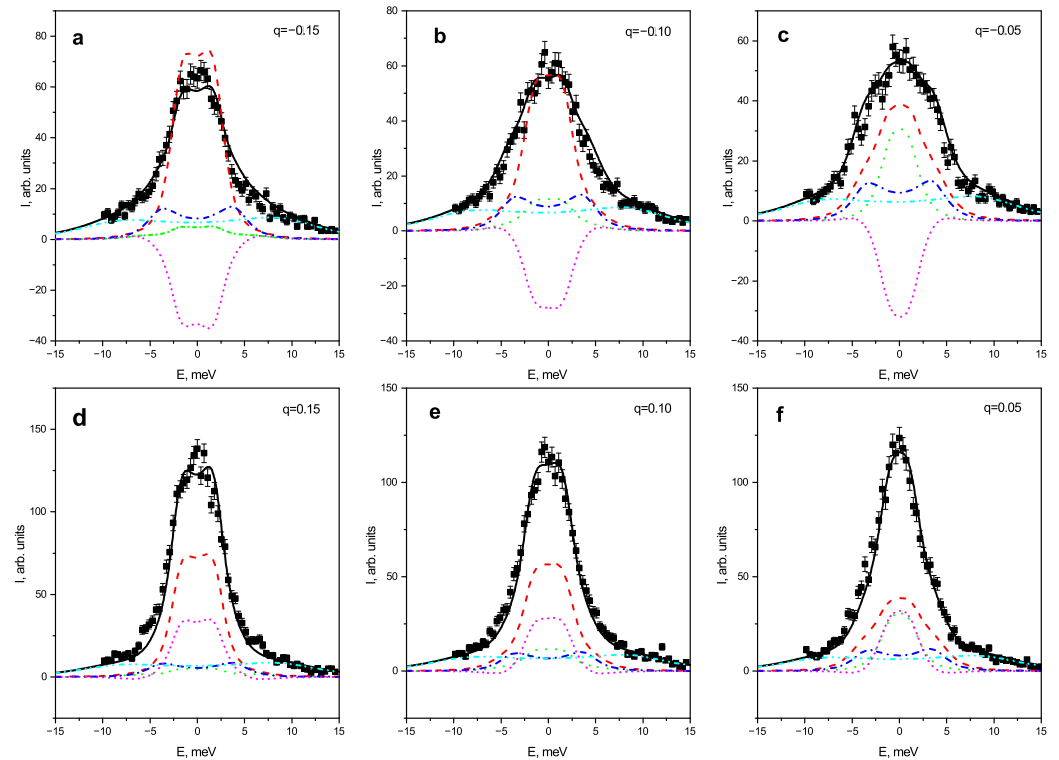 a
q=−0.15
I, arb. units
80
60
40
20
0
−20
−40
−15 −10 −5 0 5 10 15
E, meV
b
q=−0.10
I, arb. units
80
60
40
20
0
−20
−40
−15 −10 −5 0 5 10 15
E, meV
c
q=−0.05
I, arb. units
60
40
20
0
−20
−40
−15 −10 −5 0 5 10 15
E, meV
d
q=0.15
I, arb. units
150
100
50
0
−15 −10 −5 0 5 10 15
E, meV
e
q=0.10
I, arb. units
150
100
50
0
−15 −10 −5 0 5 10 15
E, meV
f
q=0.05
I, arb. units
150
100
50
0
−15 −10 −5 0 5 10 15
E, meV